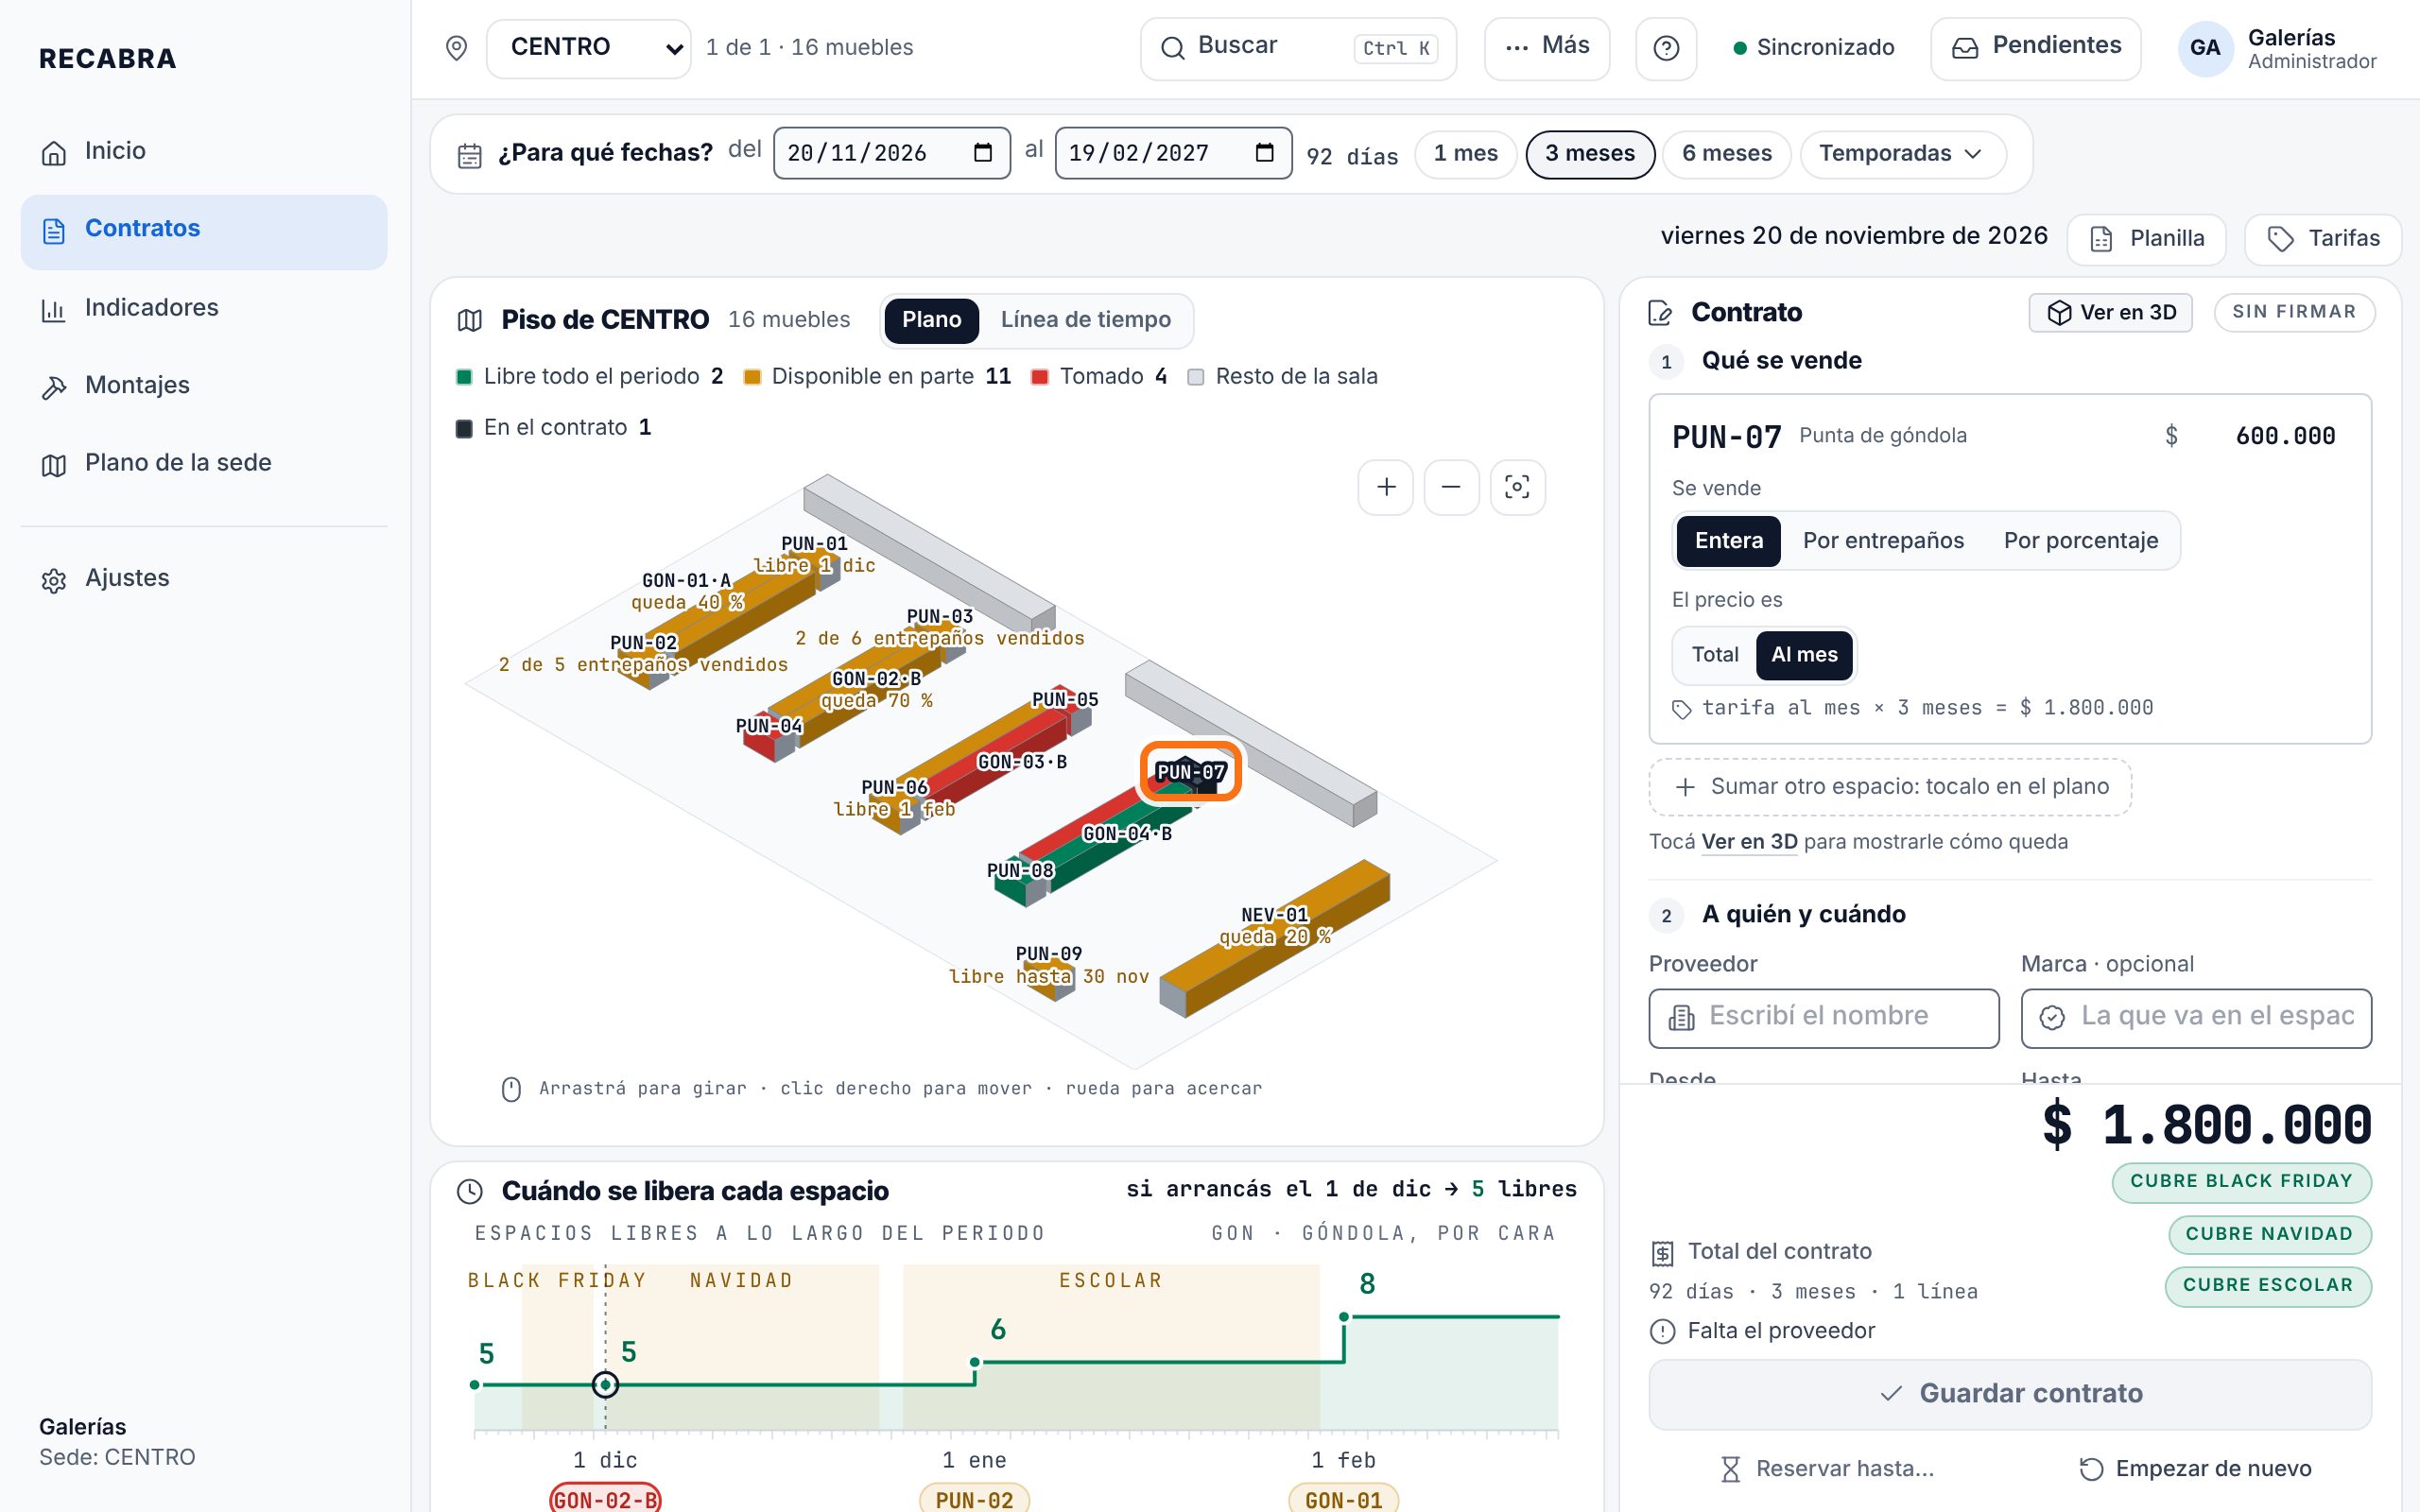 RECABRA
Inicio
Contratos
Indicadores
Montajes
Plano de la sede
Ajustes
Galerías
Sede: CENTRO
CENTRO
1 de 1 · 16 muebles
Buscar
Ctrl K
Más
Sincronizado
Pendientes
GA
Galerías
Administrador
¿Para qué fechas?
del
20/11/2026
al
19/02/2027
92 días
1 mes
3 meses
6 meses
Temporadas
viernes 20 de noviembre de 2026
Planilla
Tarifas
Piso de CENTRO
16 muebles
Plano
Línea de tiempo
Libre todo el periodo 2
Disponible en parte 11
Tomado 4
Resto de la sala
En el contrato 1
PUN-01
libre 1 dic
GON-01·A
queda 40 %
PUN-02
2 de 5 entrepaños vendidos
PUN-03
2 de 6 entrepaños vendidos
GON-02·B
queda 70 %
PUN-04
PUN-05
GON-03·B
PUN-06
libre 1 feb
PUN-07
GON-04·B
PUN-08
NEV-01
queda 20 %
PUN-09
libre hasta 30 nov
Arrastrá para girar · clic derecho para mover · rueda para acercar
Cuándo se libera cada espacio
si arrancás el 1 de dic → 5 libres
ESPACIOS LIBRES A LO LARGO DEL PERIODO
GON · GÓNDOLA, POR CARA
BLACK FRIDAY
NAVIDAD
ESCOLAR
5
5
6
8
1 dic
1 ene
1 feb
GON-02-B
PUN-02
GON-01
Contrato
Ver en 3D
SIN FIRMAR
1
Qué se vende
PUN-07
Punta de góndola
$
600.000
Se vende
Entera
Por entrepaños
Por porcentaje
El precio es
Total
Al mes
tarifa al mes × 3 meses = $ 1.800.000
Sumar otro espacio: tocalo en el plano
Tocá Ver en 3D para mostrarle cómo queda
2
A quién y cuándo
Proveedor
Marca · opcional
Escribí el nombre
La que va en el espac
Desde
Hasta
$ 1.800.000
CUBRE BLACK FRIDAY
CUBRE NAVIDAD
CUBRE ESCOLAR
Total del contrato
92 días · 3 meses · 1 línea
Falta el proveedor
Guardar contrato
Reservar hasta...
Empezar de nuevo